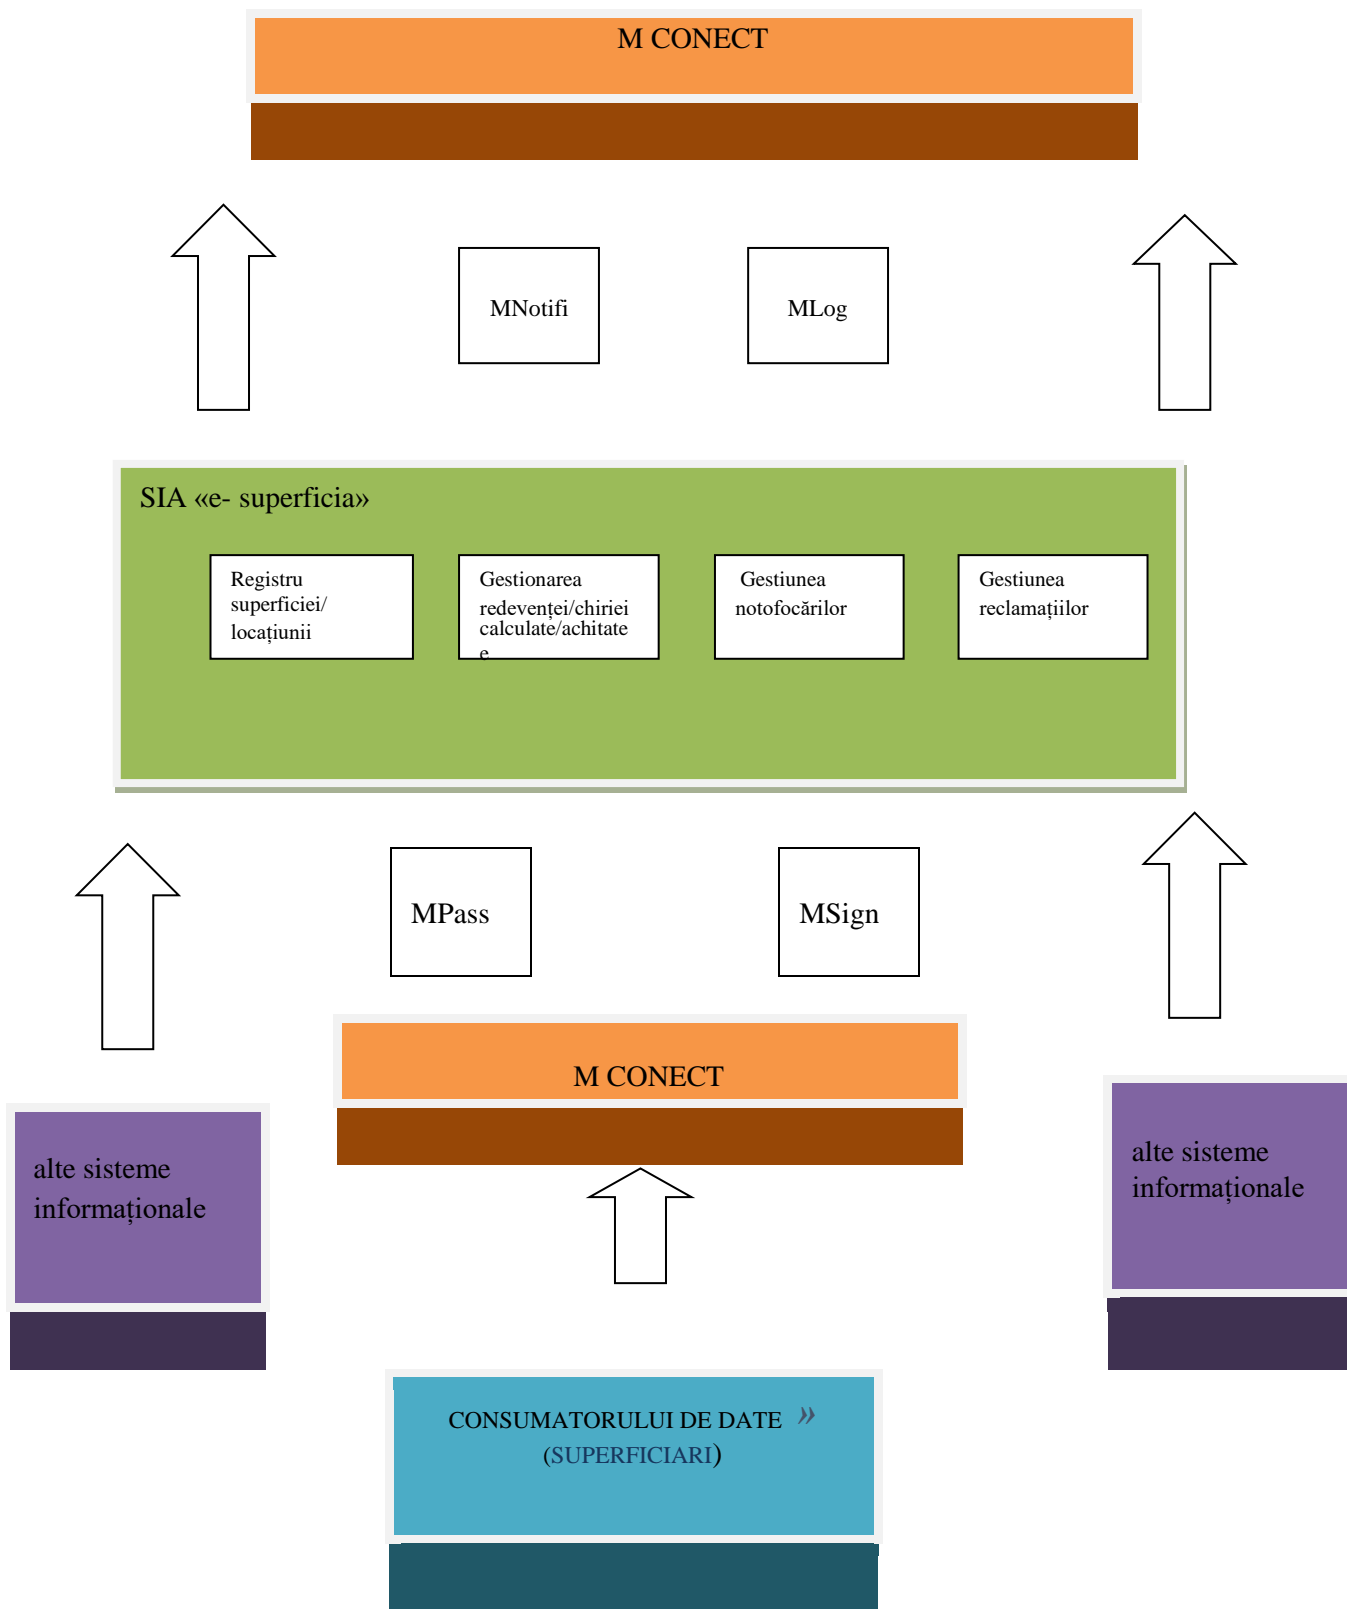 M CONECT
MNotifi
MLog
SIA «e- superficia»
Registru
superficiei/
locațiunii
Gestionarea
redevenței/chiriei
calculate/achitate
e
Gestiunea
notofocărilor
Gestiunea
reclamațiilor
MPass
MSign
M CONECT
alte sisteme
informaționale
alte sisteme
informaționale
CONSUMATORULUI DE DATE »
(SUPERFICIARI)